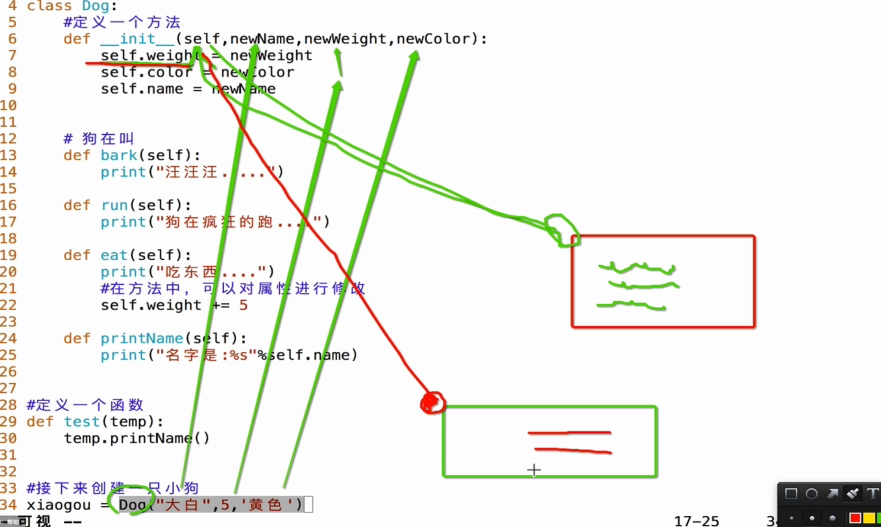 4 class Dog:
5 #定义一个方法
6 def __init__(self,newName,newWeight,newColor):
7 self.weight = newWeight
8 self.color = newColor
9 self.name = newName
10
11
12 # 狗在叫
13 def bark(self):
14 print("汪汪汪.....")
15
16 def run(self):
17 print("狗在疯狂的跑....")
18
19 def eat(self):
20 print("吃东西....")
21 #在方法中，可以对属性进行修改
22 self.weight += 5
23
24 def printName(self):
25 print("名字是:%s"%self.name)
26
27
28 #定义一个函数
29 def test(temp):
30 temp.printName()
31
32
33 #接下来创建一只小狗
34 xiaogou = Dog("大白",5,'黄色')
可视 -- 17-25
T